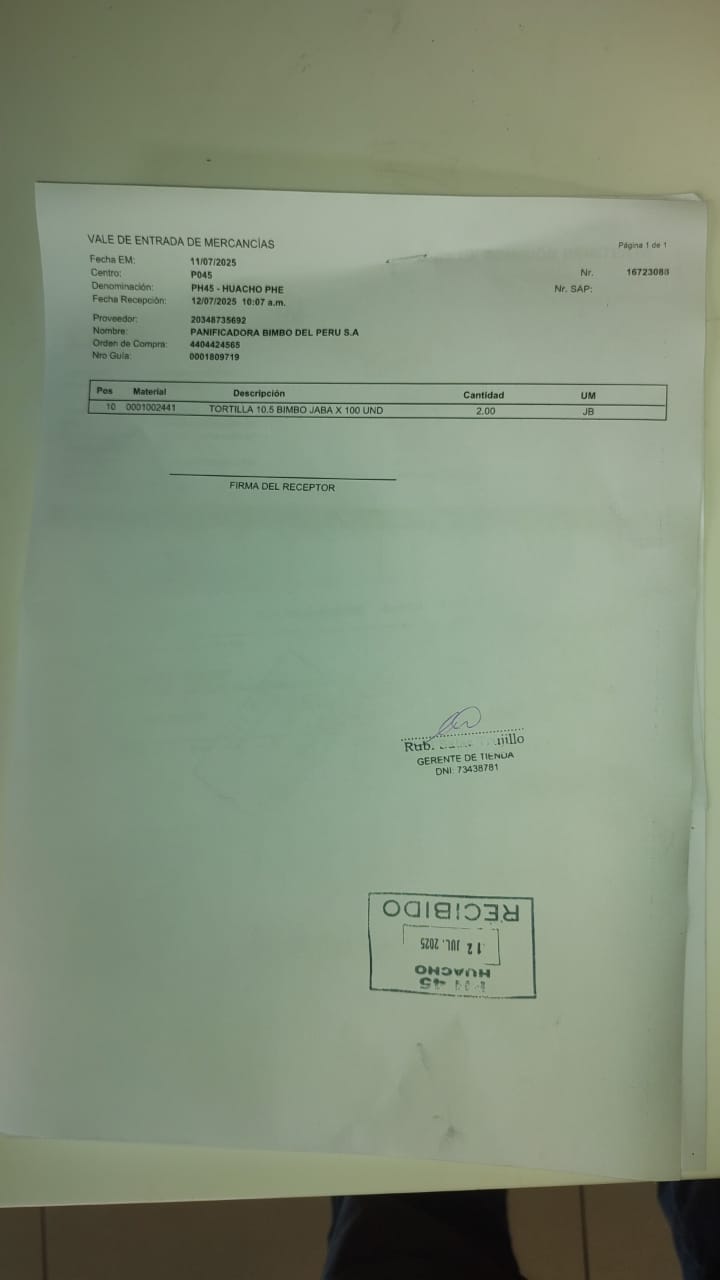 VALE DE ENTRADA DE MERCANCÍAS
Página 1 de 1
Fecha EM: 11/07/2025
Centro: P045
Nr. 16723088
Denominación: PH45 - HUACHO PHE
Nr. SAP:
Fecha Recepción: 12/07/2025 10:07 a.m.
Proveedor: 20348735692
Nombre: PANIFICADORA BIMBO DEL PERU S.A
Orden de Compra: 4404424565
Nro Guía: 0001809719
Pos Material Descripción Cantidad UM
10 0001002441 TORTILLA 10.5 BIMBO JABA X 100 UND 2.00 JB
FIRMA DEL RECEPTOR
Rub.
GERENTE DE TIENDA
DNI: 73438781
45
HUACHO
12 JUL. 2025
RECIBIDO